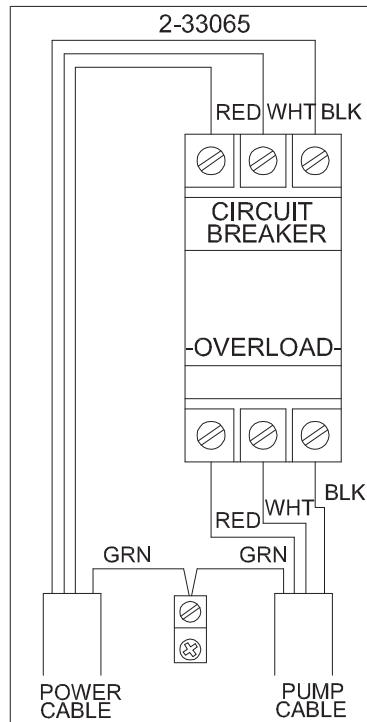 2-33065
RED WHT BLK
CIRCUIT
BREAKER
-OVERLOAD-
BLK
WHT
RED
GRN GRN
POWER
CABLE
PUMP
CABLE